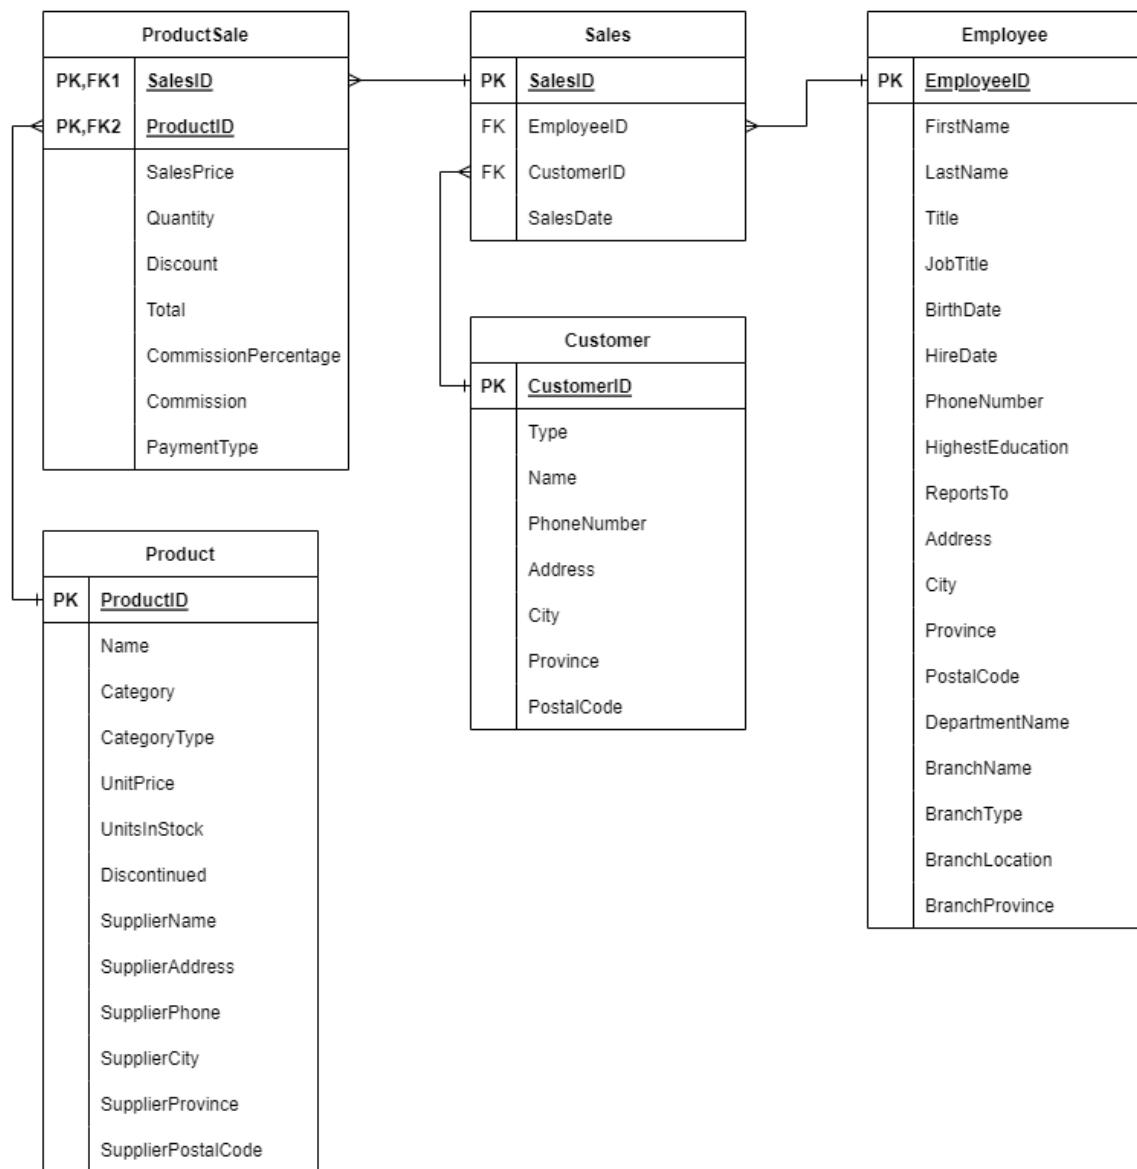 ProductSale
PK,FK1 SalesID
PK,FK2 ProductID
SalesPrice
Quantity
Discount
Total
CommissionPercentage
Commission
PaymentType
Sales
PK SalesID
FK EmployeeID
FK CustomerID
SalesDate
Employee
PK EmployeeID
FirstName
LastName
Title
JobTitle
BirthDate
HireDate
PhoneNumber
HighestEducation
ReportsTo
Address
City
Province
PostalCode
DepartmentName
BranchName
BranchType
BranchLocation
BranchProvince
Customer
PK CustomerID
Type
Name
PhoneNumber
Address
City
Province
PostalCode
Product
PK ProductID
Name
Category
CategoryType
UnitPrice
UnitsInStock
Discontinued
SupplierName
SupplierAddress
SupplierPhone
SupplierCity
SupplierProvince
SupplierPostalCode